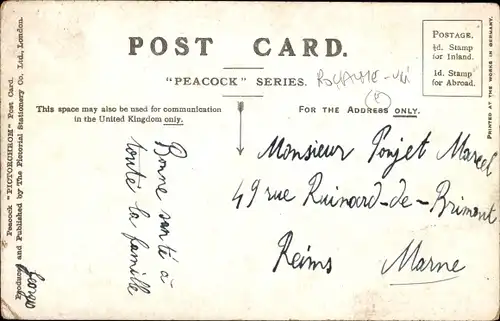 POST CARD.
"PEACOCK" SERIES.
POSTAGE.
½d. Stamp
for Inland.
1d. Stamp
for Abroad.
This space may also be used for communication
in the United Kingdom only.
FOR THE ADDRESS ONLY.
Peacock "PICTORCHROM" Post Card.
Produced and Published by The Pictorial Stationery Co., Ltd., London.
PRINTED AT THE WORKS IN GERMANY.
Bonne santé à
toute la famille
Monsieur Poujet Marcel
49 rue Ruinard-de-Brimont
Reims Marne